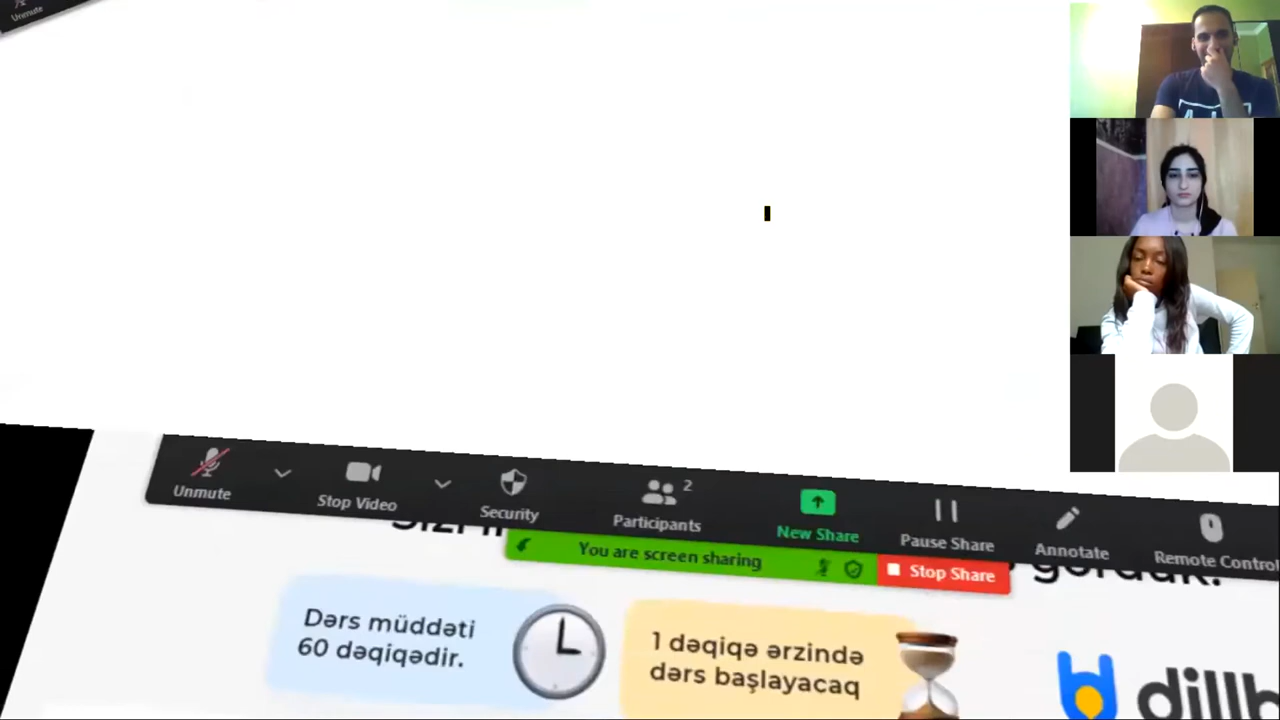 Unmute
Unmute
Stop Video
Security
Participants
2
New Share
Pause Share
Annotate
Remote Control
You are screen sharing
Stop Share
Dərs müddəti
60 dəqiqədir.
1 dəqiqə ərzində
dərs başlayacaq
dillb